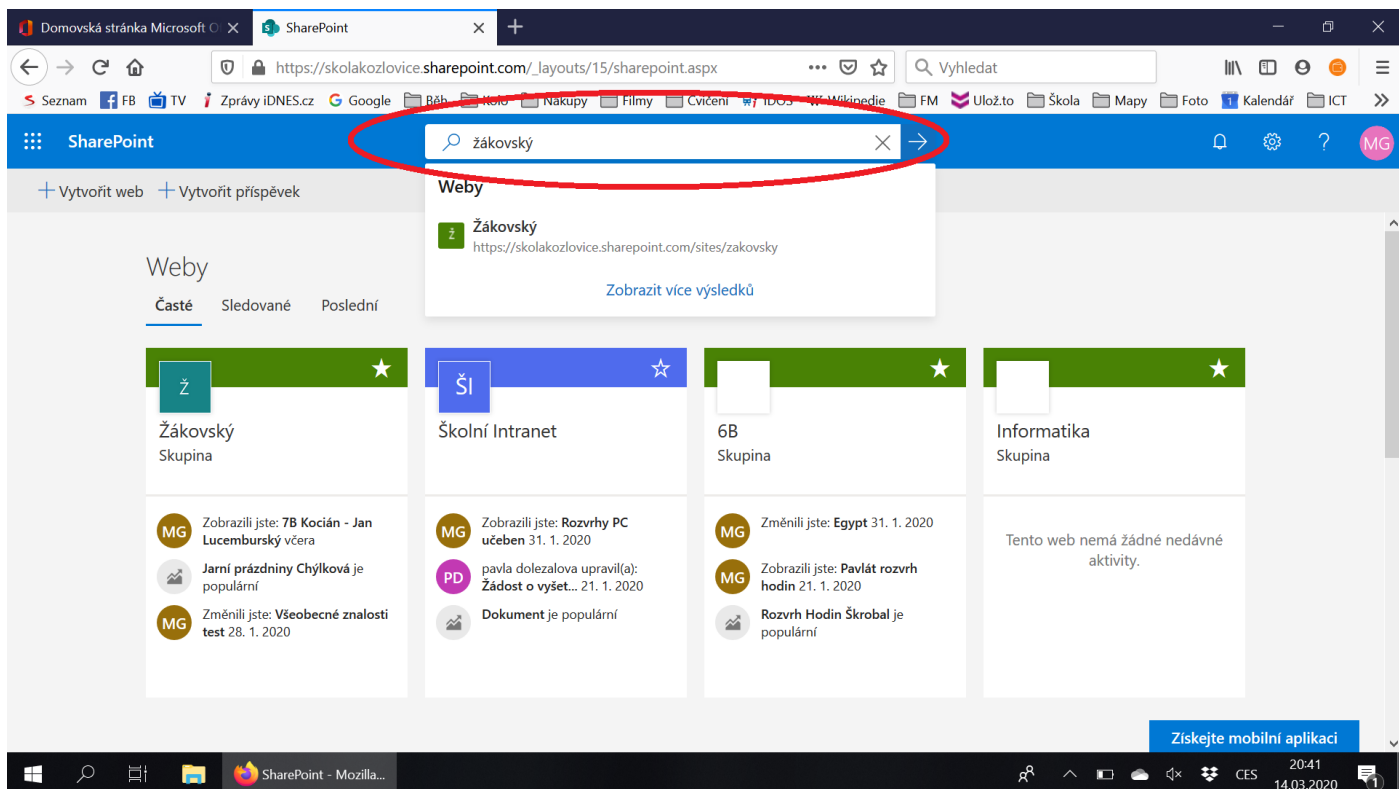 Domovská stránka Microsoft O
SharePoint
https://skolakozlovice.sharepoint.com/_layouts/15/sharepoint.aspx
Vyhledat
Seznam FB TV Zprávy iDNES.cz Google Běh Kolo Nákupy Filmy Cvičení IDOS Wikipedie FM Ulož.to Škola Mapy Foto Kalendář ICT
SharePoint
žákovský
MG
Vytvořit web
Vytvořit příspěvek
Weby
Ž
Žákovský
https://skolakozlovice.sharepoint.com/sites/zakovsky
Zobrazit více výsledků
Weby
Časté Sledované Poslední
Ž
Žákovský
Skupina
MG
Zobrazili jste: 7B Kocián - Jan
Lucemburský včera
Jarní prázdniny Chýlková je
populární
MG
Změnili jste: Všeobecné znalosti
test 28. 1. 2020
ŠI
Školní Intranet
MG
Zobrazili jste: Rozvrhy PC
učeben 31. 1. 2020
PD
pavla dolezalova upravil(a):
Žádost o vyšet... 21. 1. 2020
Dokument je populární
6B
Skupina
MG
Změnili jste: Egypt 31. 1. 2020
MG
Zobrazili jste: Pavlát rozvrh
hodin 21. 1. 2020
Rozvrh Hodin Škrobal je
populární
Informatika
Skupina
Tento web nemá žádné nedávné
aktivity.
Získejte mobilní aplikaci
SharePoint - Mozilla...
CES
20:41
14.03.2020
1